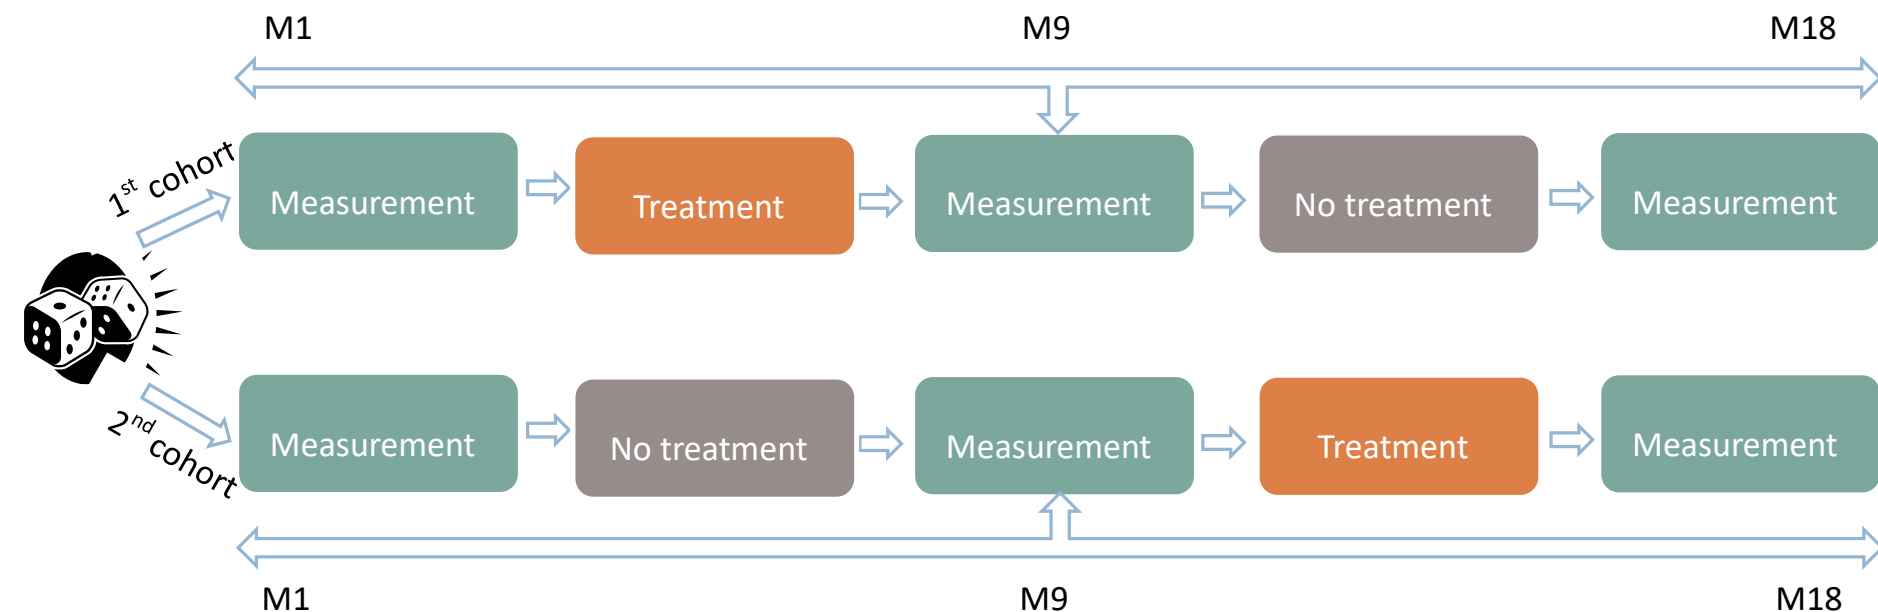 M1 M9 M18
1st cohort
Measurement Treatment Measurement No treatment Measurement
2nd cohort
Measurement No treatment Measurement Treatment Measurement
M1 M9 M18